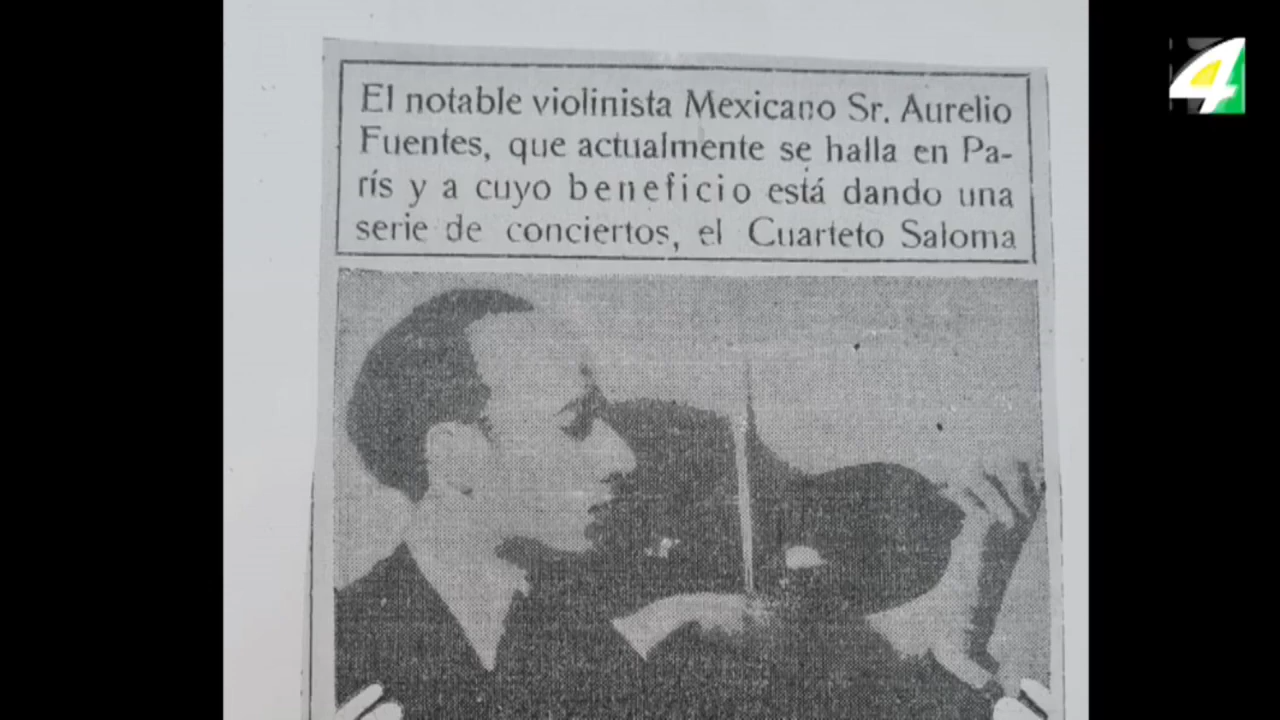 El notable violinista Mexicano Sr. Aurelio
Fuentes, que actualmente se halla en Pa-
rís y a cuyo beneficio está dando una
serie de conciertos, el Cuarteto Saloma
4